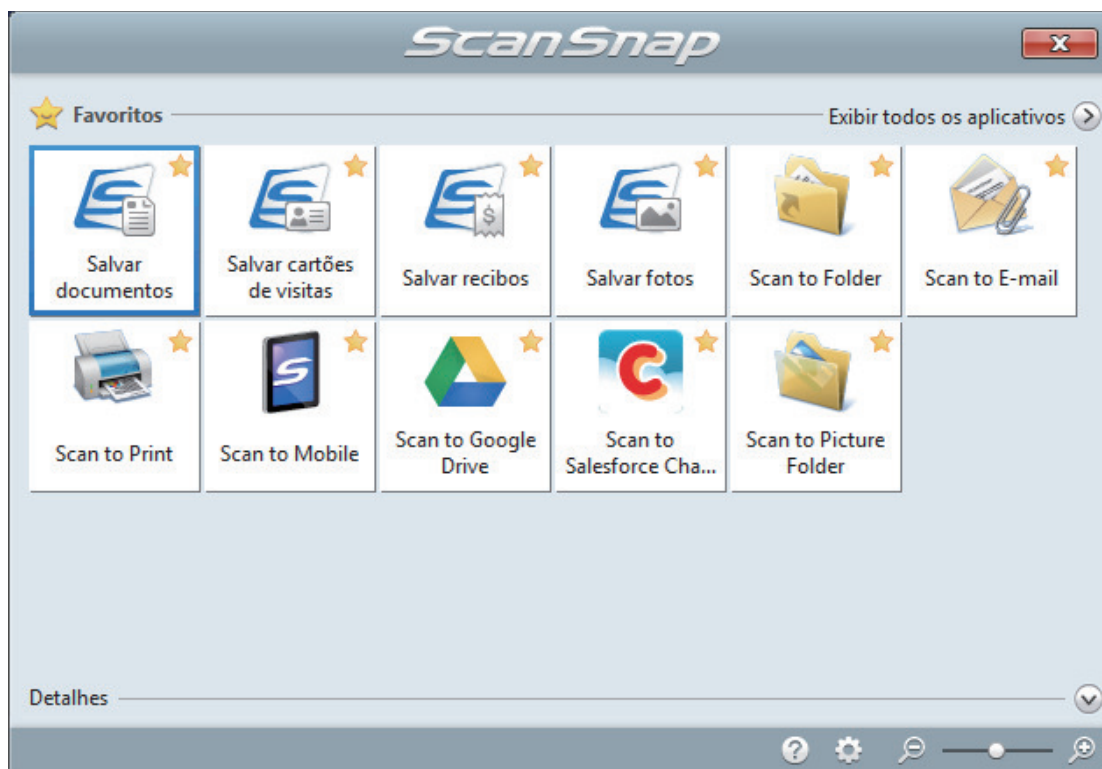 ScanSnap
Favoritos
Exibir todos os aplicativos
Salvar
documentos
Salvar cartões
de visitas
Salvar recibos
Salvar fotos
Scan to Folder
Scan to E-mail
Scan to Print
Scan to Mobile
Scan to Google
Drive
Scan to
Salesforce Cha...
Scan to Picture
Folder
Detalhes